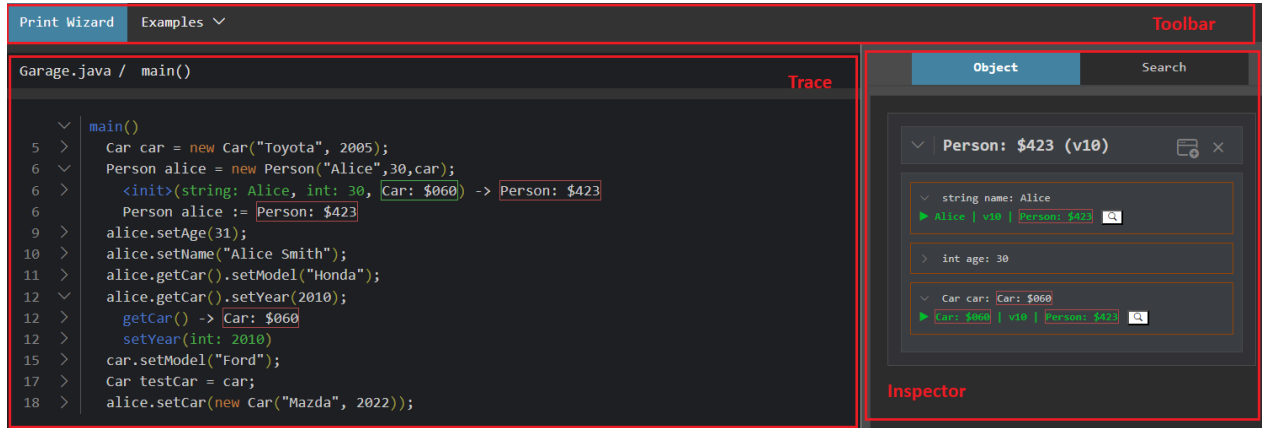 Print Wizard Examples
Toolbar
Garage.java / main()
Trace
main()
5 Car car = new Car("Toyota", 2005);
6 Person alice = new Person("Alice",30,car);
6 <init>(string: Alice, int: 30, Car: $060) -> Person: $423
6 Person alice := Person: $423
9 alice.setAge(31);
10 alice.setName("Alice Smith");
11 alice.getCar().setModel("Honda");
12 alice.getCar().setYear(2010);
12 getCar() -> Car: $060
12 setYear(int: 2010)
15 car.setModel("Ford");
17 Car testCar = car;
18 alice.setCar(new Car("Mazda", 2022));
Object Search
Person: $423 (v10)
string name: Alice
Alice | v10 | Person: $423
int age: 30
Car car: Car: $060
Car: $060 | v10 | Person: $423
Inspector